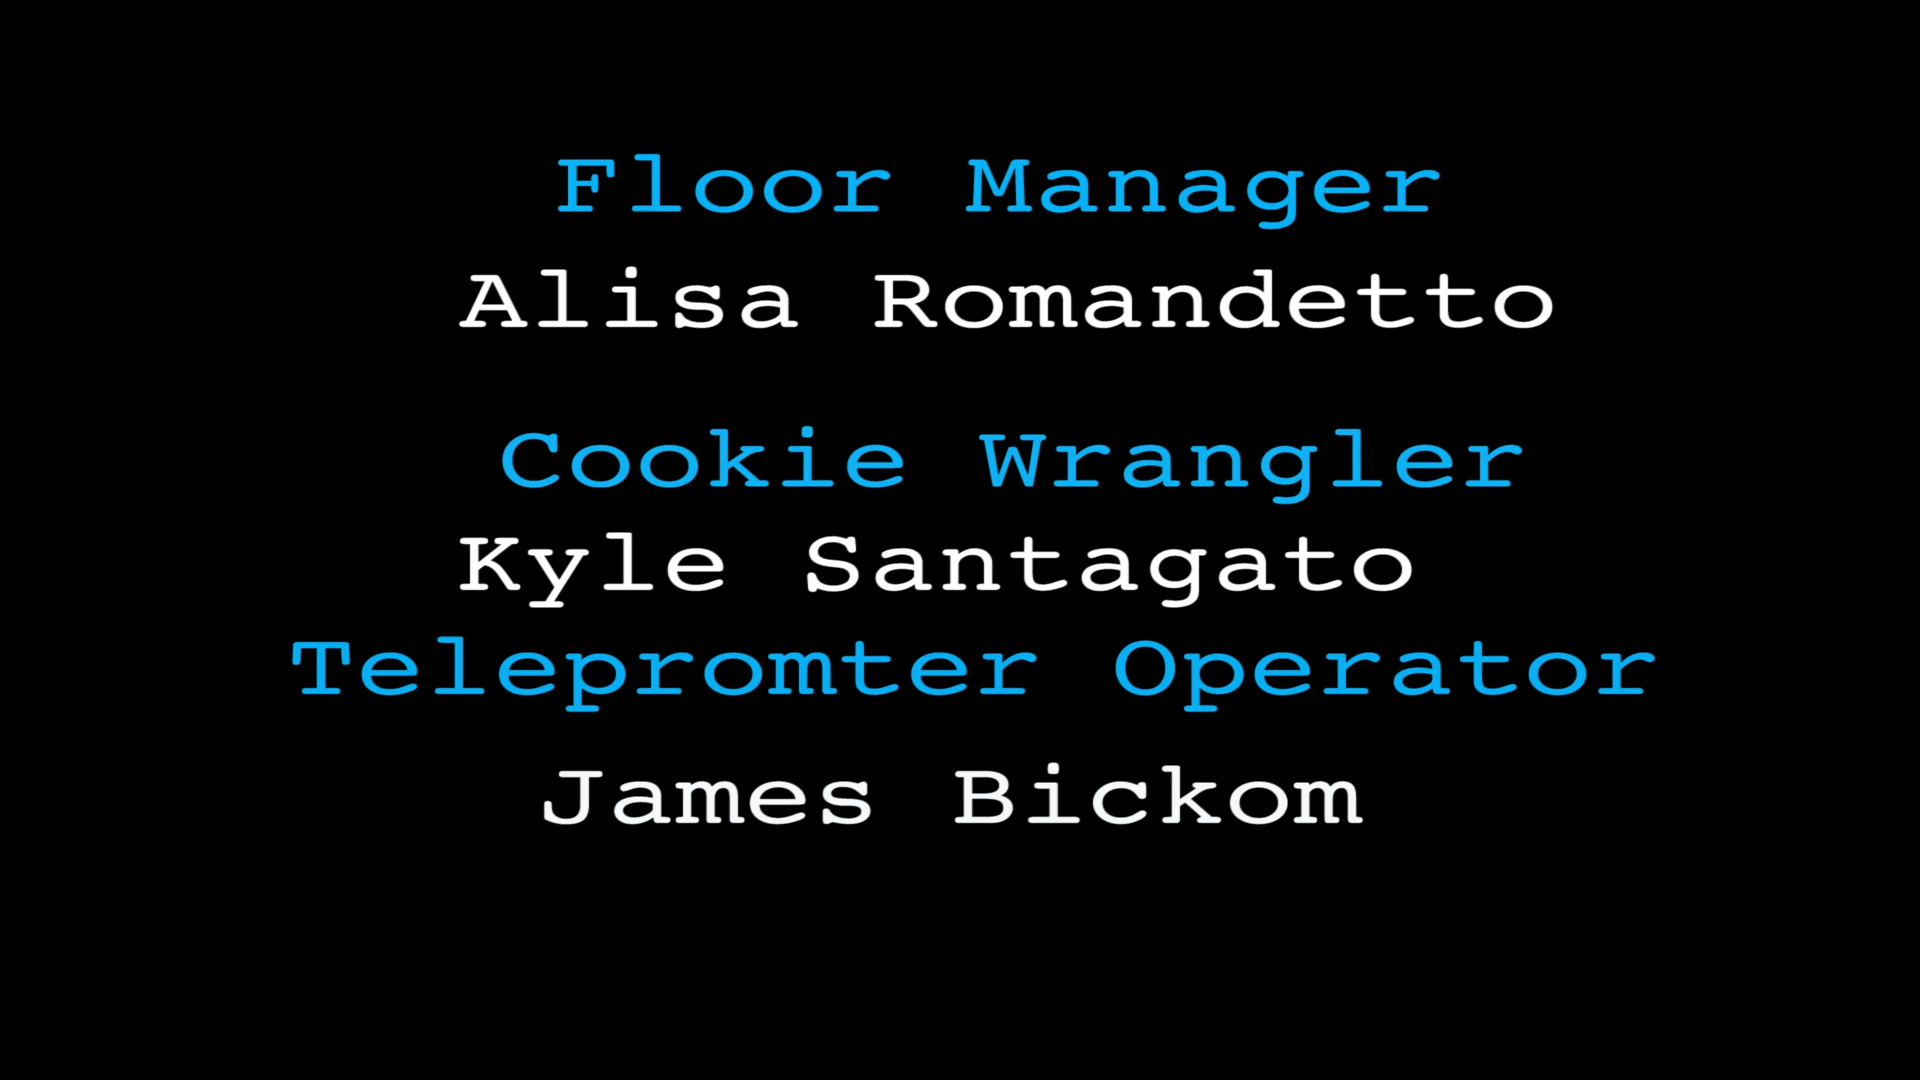 Floor Manager
Alisa Romandetto
Cookie Wrangler
Kyle Santagato
Telepromter Operator
James Bickom